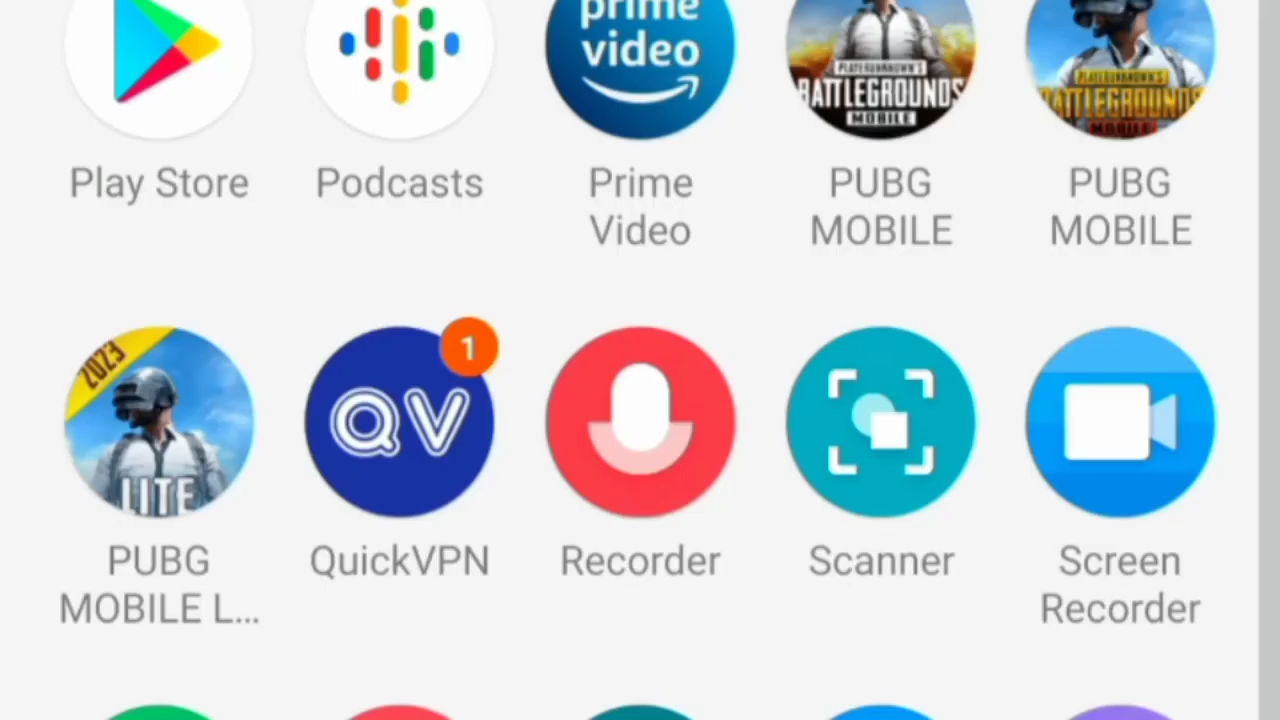 prime
video
PLAYERUNKNOWN'S
BATTLEGROUNDS
MOBILE
PLAYERUNKNOWN'S
BATTLEGROUNDS
MOBILE
Play Store
Podcasts
Prime
Video
PUBG
MOBILE
PUBG
MOBILE
2023
LITE
QV
1
PUBG
MOBILE L...
QuickVPN
Recorder
Scanner
Screen
Recorder